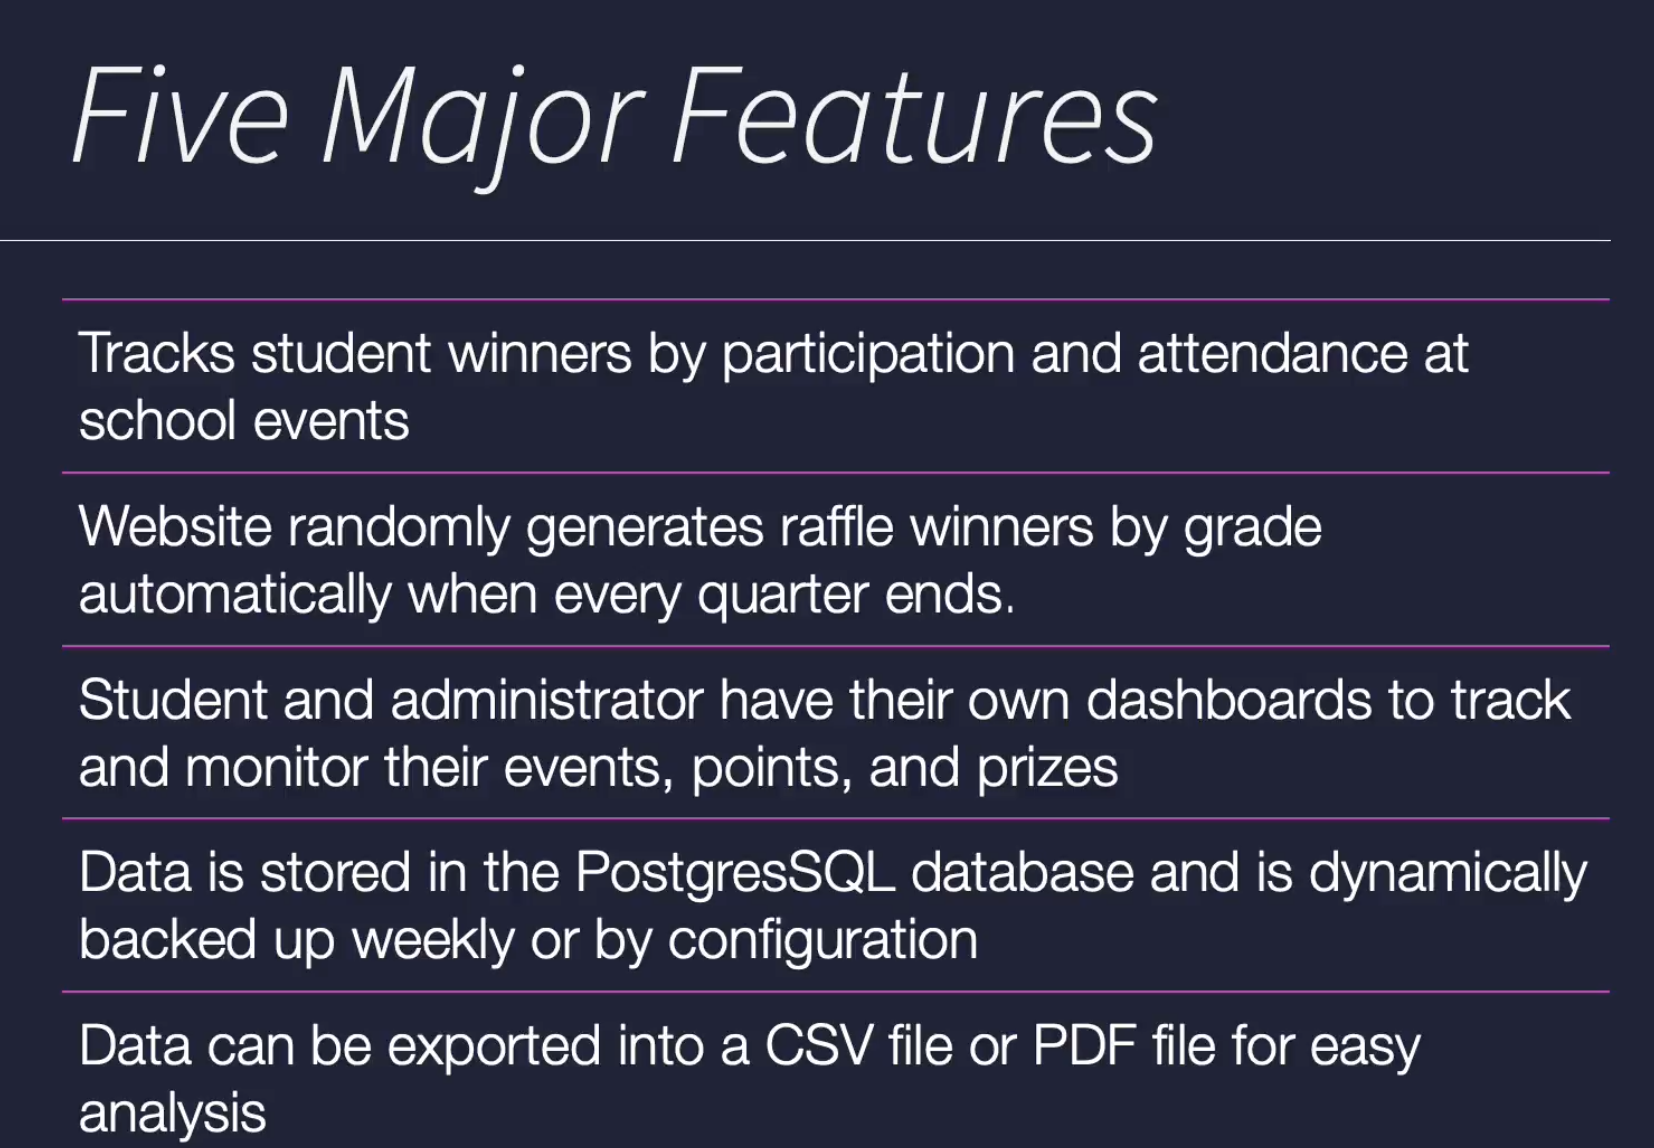 Five Major Features
Tracks student winners by participation and attendance at
school events
Website randomly generates raffle winners by grade
automatically when every quarter ends.
Student and administrator have their own dashboards to track
and monitor their events, points, and prizes
Data is stored in the PostgresSQL database and is dynamically
backed up weekly or by configuration
Data can be exported into a CSV file or PDF file for easy
analysis